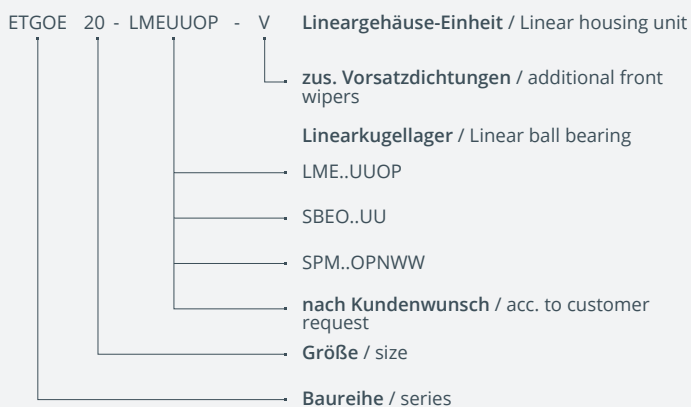 ETGOE 20 - LMEUUOP - V Lineargehäuse-Einheit / Linear housing unit
zus. Vorsatzdichtungen / additional front
wipers
Linearkugellager / Linear ball bearing
LME..UUOP
SBEO..UU
SPM..OPNWW
nach Kundenwunsch / acc. to customer
request
Größe / size
Baureihe / series